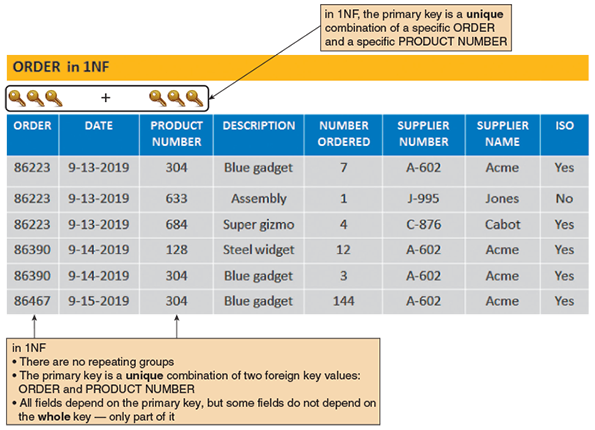 in 1NF, the primary key is a unique
combination of a specific ORDER
and a specific PRODUCT NUMBER
ORDER in 1NF
+
ORDER DATE PRODUCT NUMBER DESCRIPTION NUMBER ORDERED SUPPLIER NUMBER SUPPLIER NAME ISO
86223 9-13-2019 304 Blue gadget 7 A-602 Acme Yes
86223 9-13-2019 633 Assembly 1 J-995 Jones No
86223 9-13-2019 684 Super gizmo 4 C-876 Cabot Yes
86390 9-14-2019 128 Steel widget 12 A-602 Acme Yes
86390 9-14-2019 304 Blue gadget 3 A-602 Acme Yes
86467 9-15-2019 304 Blue gadget 144 A-602 Acme Yes
in 1NF
• There are no repeating groups
• The primary key is a unique combination of two foreign key values:
ORDER and PRODUCT NUMBER
• All fields depend on the primary key, but some fields do not depend on
the whole key — only part of it